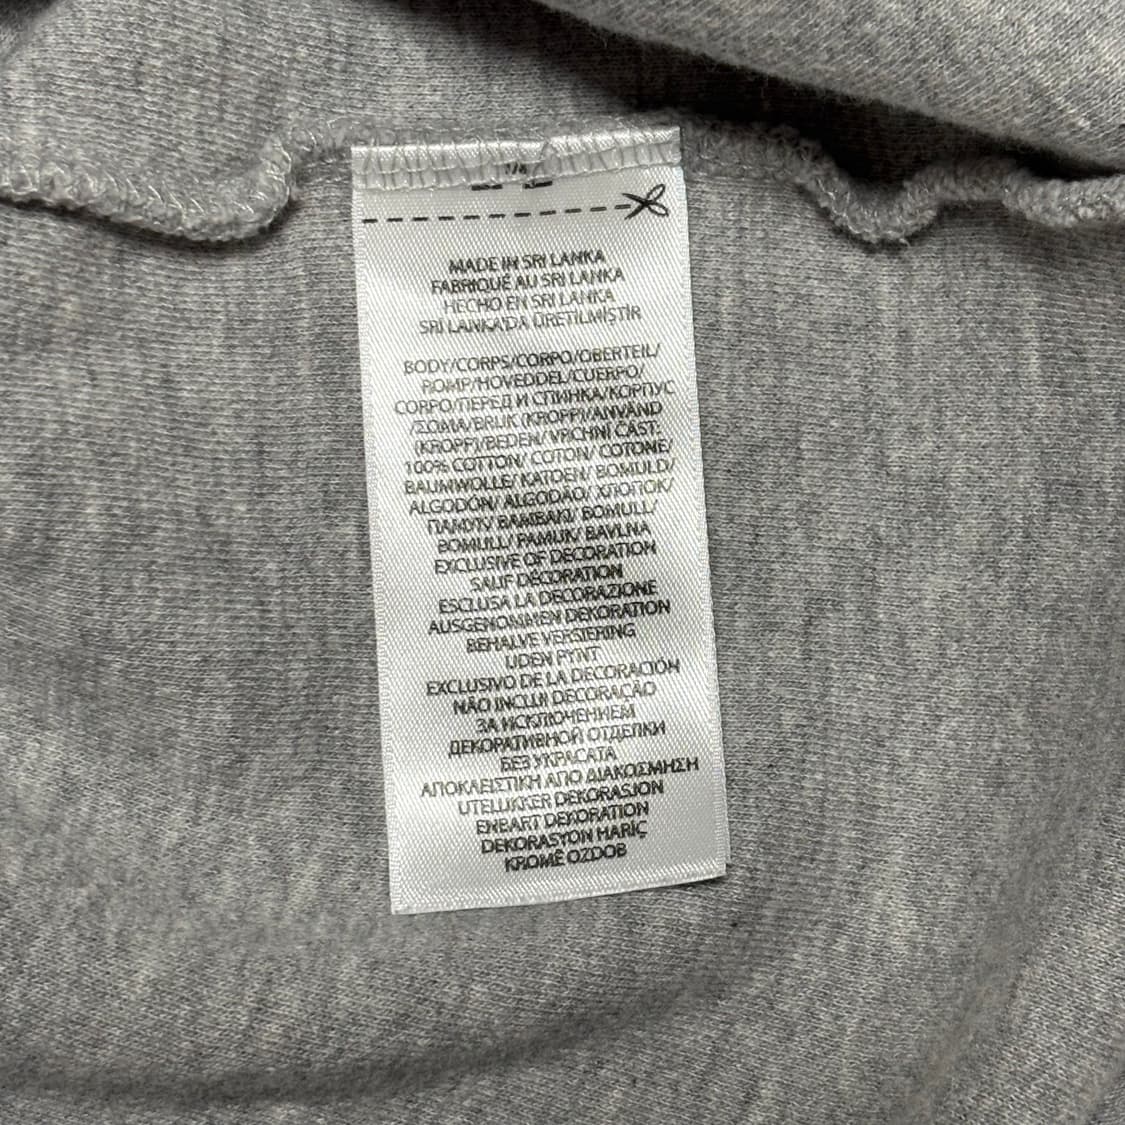 MADE IN SRI LANKA
FABRIQUÉ AU SRI LANKA
HECHO EN SRI LANKA
SRI LANKA'DA ÜRETILMIŞTIR
BODY/CORPS/CORPO/OBERTEIL/
ROMP/HOVEDDEL/CUERPO/
CORPO/ПЕРЕД И СПИНКА/КОРПУС
/ΣΩΜΑ/BRUK (KROPP)/ANVÄND
(KROPP)/BEDEN/ VRCHNÍ CÁST.
100% COTTON/ COTON/ COTONE/
BAUMWOLLE/ KATOEN/ BOMULD/
ALGODÓN/ ALGODÃO/ ХЛОПОК/
ПАМУК/ ΒΑΜΒΑΚΙ/ BOMULL/
BOMULL/ PAMUK/ BAVLNA
EXCLUSIVE OF DECORATION
SAUF DÉCORATION
ESCLUSA LA DECORAZIONE
AUSGENOMMEN DEKORATION
BEHALVE VERSIERING
UDEN PYNT
EXCLUSIVO DE LA DECORACIÓN
NÃO INCLUI DECORAÇÃO
ЗА ИСКЛЮЧЕНИЕМ
ДЕКОРАТИВНОЙ ОТДЕЛКИ
БЕЗ УКРАСАТА
ΑΠΟΚΛΕΙΣΤΙΚΗ ΑΠΟ ΔΙΑΚΟΣΜΗΣΗ
UTELUKKER DEKORASJON
ENBART DEKORATION
DEKORASYON HARİÇ
KROMĚ OZDOB